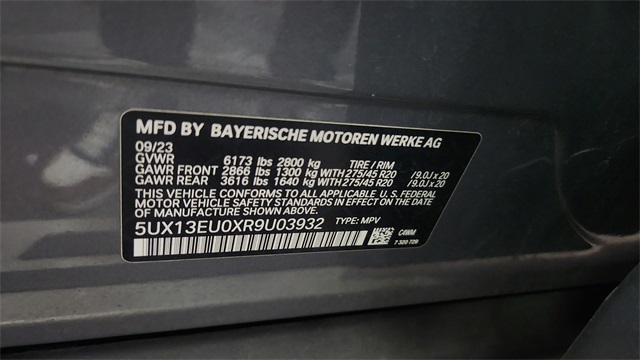 MFD BY BAYERISCHE MOTOREN WERKE AG
09/23
GVWR 6173 lbs 2800 kg TIRE / RIM
GAWR FRONT 2866 lbs 1300 kg WITH 275/45 R20 /9.0J x 20
GAWR REAR 3616 lbs 1640 kg WITH 275/45 R20 /9.0J x 20
THIS VEHICLE CONFORMS TO ALL APPLICABLE U. S. FEDERAL
MOTOR VEHICLE SAFETY STANDARDS IN EFFECT ON THE
DATE OF MANUFACTURE SHOWN ABOVE.
5UX13EU0XR9U03932 TYPE: MPV
C4WM